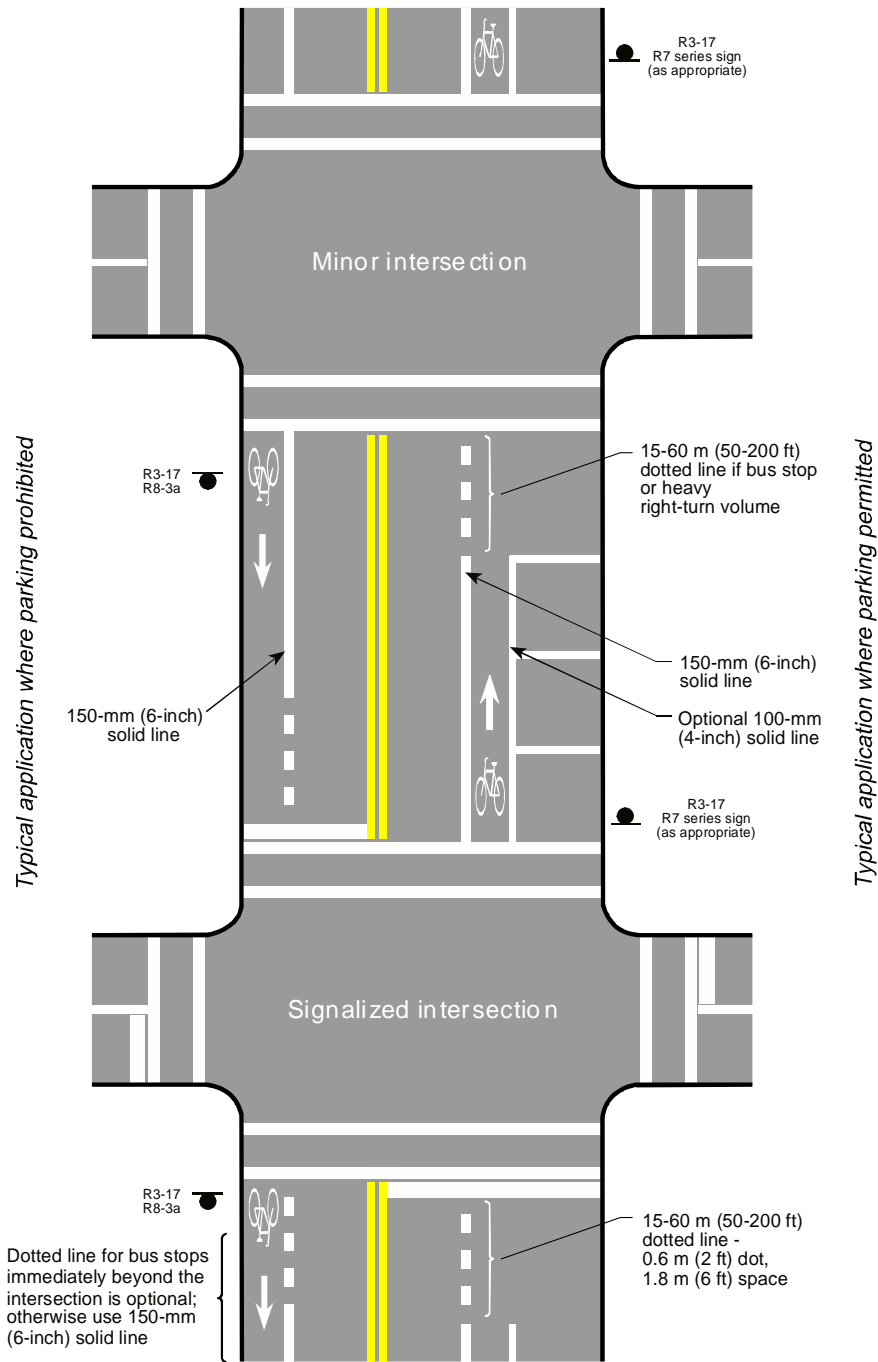 R3-17
R7 series sign
(as appropriate)
Minor intersection
Typical application where parking prohibited
Typical application where parking permitted
R3-17
R8-3a
15-60 m (50-200 ft)
dotted line if bus stop
or heavy
right-turn volume
150-mm (6-inch)
solid line
150-mm (6-inch)
solid line
Optional 100-mm
(4-inch) solid line
R3-17
R7 series sign
(as appropriate)
Signalized intersection
R3-17
R8-3a
Dotted line for bus stops
immediately beyond the
intersection is optional;
otherwise use 150-mm
(6-inch) solid line
15-60 m (50-200 ft)
dotted line -
0.6 m (2 ft) dot,
1.8 m (6 ft) space